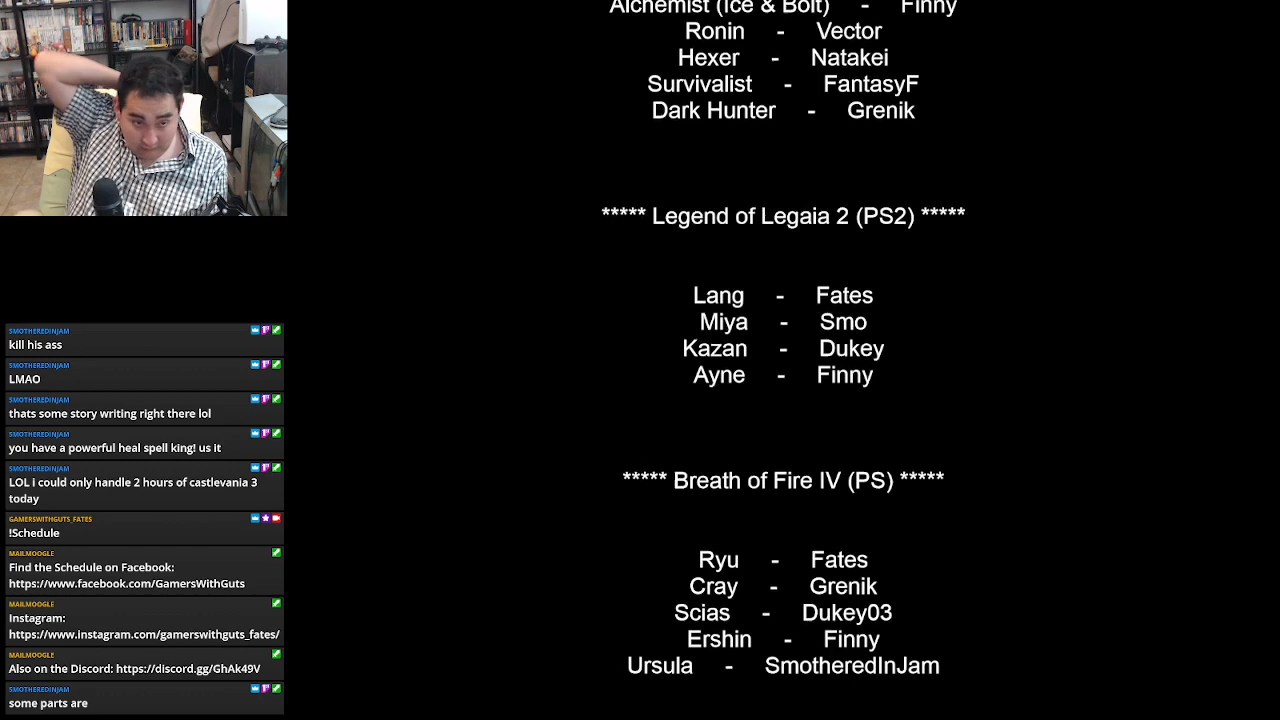 Alchemist (Ice & Bolt) - Finny
Ronin - Vector
Hexer - Natakei
Survivalist - FantasyF
Dark Hunter - Grenik
***** Legend of Legaia 2 (PS2) *****
Lang - Fates
Miya - Smo
Kazan - Dukey
Ayne - Finny
***** Breath of Fire IV (PS) *****
Ryu - Fates
Cray - Grenik
Scias - Dukey03
Ershin - Finny
Ursula - SmotheredInJam
SMOTHEREDINJAM
kill his ass
SMOTHEREDINJAM
LMAO
SMOTHEREDINJAM
thats some story writing right there lol
SMOTHEREDINJAM
you have a powerful heal spell king! us it
SMOTHEREDINJAM
LOL i could only handle 2 hours of castlevania 3
today
GAMERSWITHGUTS_FATES
!Schedule
MAILMOOGLE
Find the Schedule on Facebook:
https://www.facebook.com/GamersWithGuts
MAILMOOGLE
Instagram:
https://www.instagram.com/gamerswithguts_fates/
MAILMOOGLE
Also on the Discord: https://discord.gg/GhAk49V
SMOTHEREDINJAM
some parts are